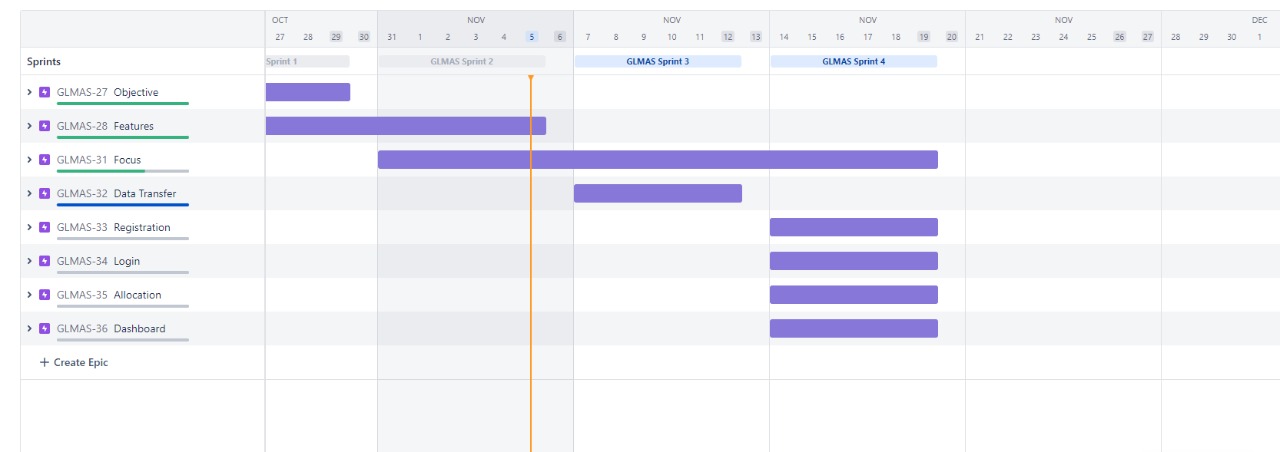 OCT NOV NOV NOV NOV DEC
27 28 29 30 31 1 2 3 4 5 6 7 8 9 10 11 12 13 14 15 16 17 18 19 20 21 22 23 24 25 26 27 28 29 30 1
Sprints Sprint 1 GLMAS Sprint 2 GLMAS Sprint 3 GLMAS Sprint 4
GLMAS-27 Objective
GLMAS-28 Features
GLMAS-31 Focus
GLMAS-32 Data Transfer
GLMAS-33 Registration
GLMAS-34 Login
GLMAS-35 Allocation
GLMAS-36 Dashboard
+ Create Epic